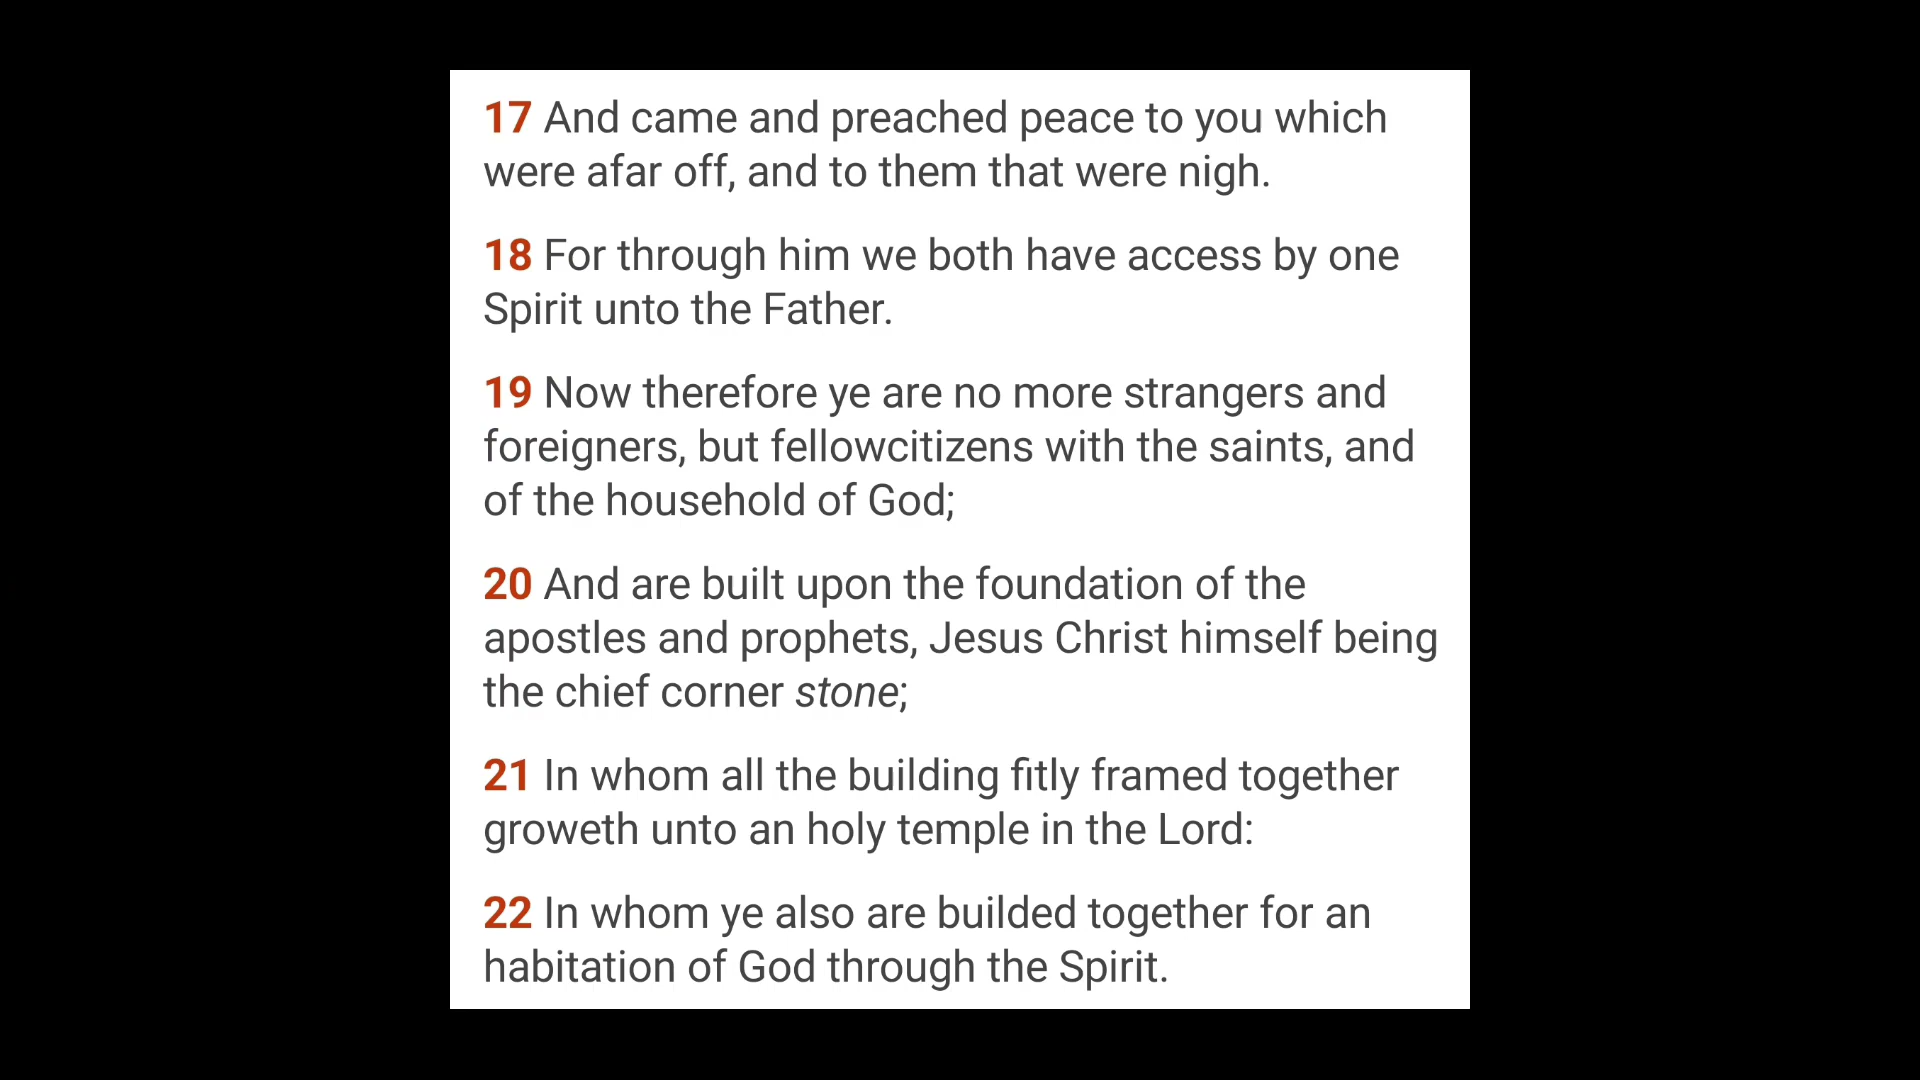 17 And came and preached peace to you which
were afar off, and to them that were nigh.
18 For through him we both have access by one
Spirit unto the Father.
19 Now therefore ye are no more strangers and
foreigners, but fellowcitizens with the saints, and
of the household of God;
20 And are built upon the foundation of the
apostles and prophets, Jesus Christ himself being
the chief corner stone;
21 In whom all the building fitly framed together
groweth unto an holy temple in the Lord:
22 In whom ye also are builded together for an
habitation of God through the Spirit.